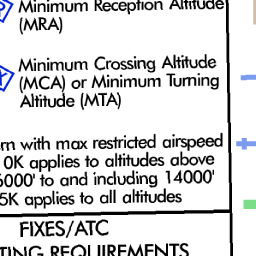 Minimum Reception Altitude
(MRA)
Minimum Crossing Altitude
(MCA) or Minimum Turning
Altitude (MTA)
with max restricted airspeed
0K applies to altitudes above
6000' to and including 14000'
5K applies to all altitudes
FIXES/ATC
REQUIREMENTS